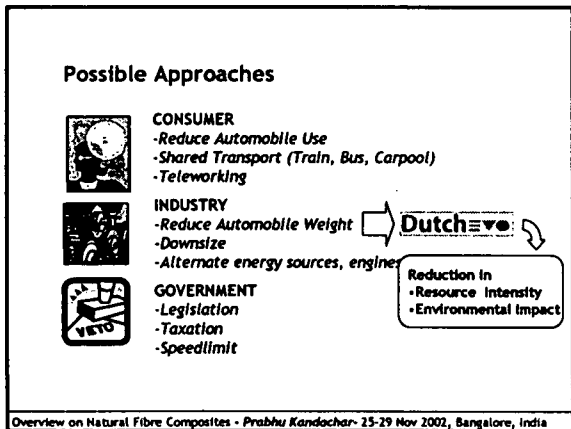 Possible Approaches
CONSUMER
-Reduce Automobile Use
-Shared Transport (Train, Bus, Carpool)
-Teleworking
INDUSTRY
-Reduce Automobile Weight
-Downsize
-Alternate energy sources, engines
DutchEVO
Reduction in
•Resource Intensity
•Environmental Impact
GOVERNMENT
-Legislation
-Taxation
-Speedlimit
VETO
Overview on Natural Fibre Composites - Prabhu Kandachar- 25-29 Nov 2002, Bangalore, India